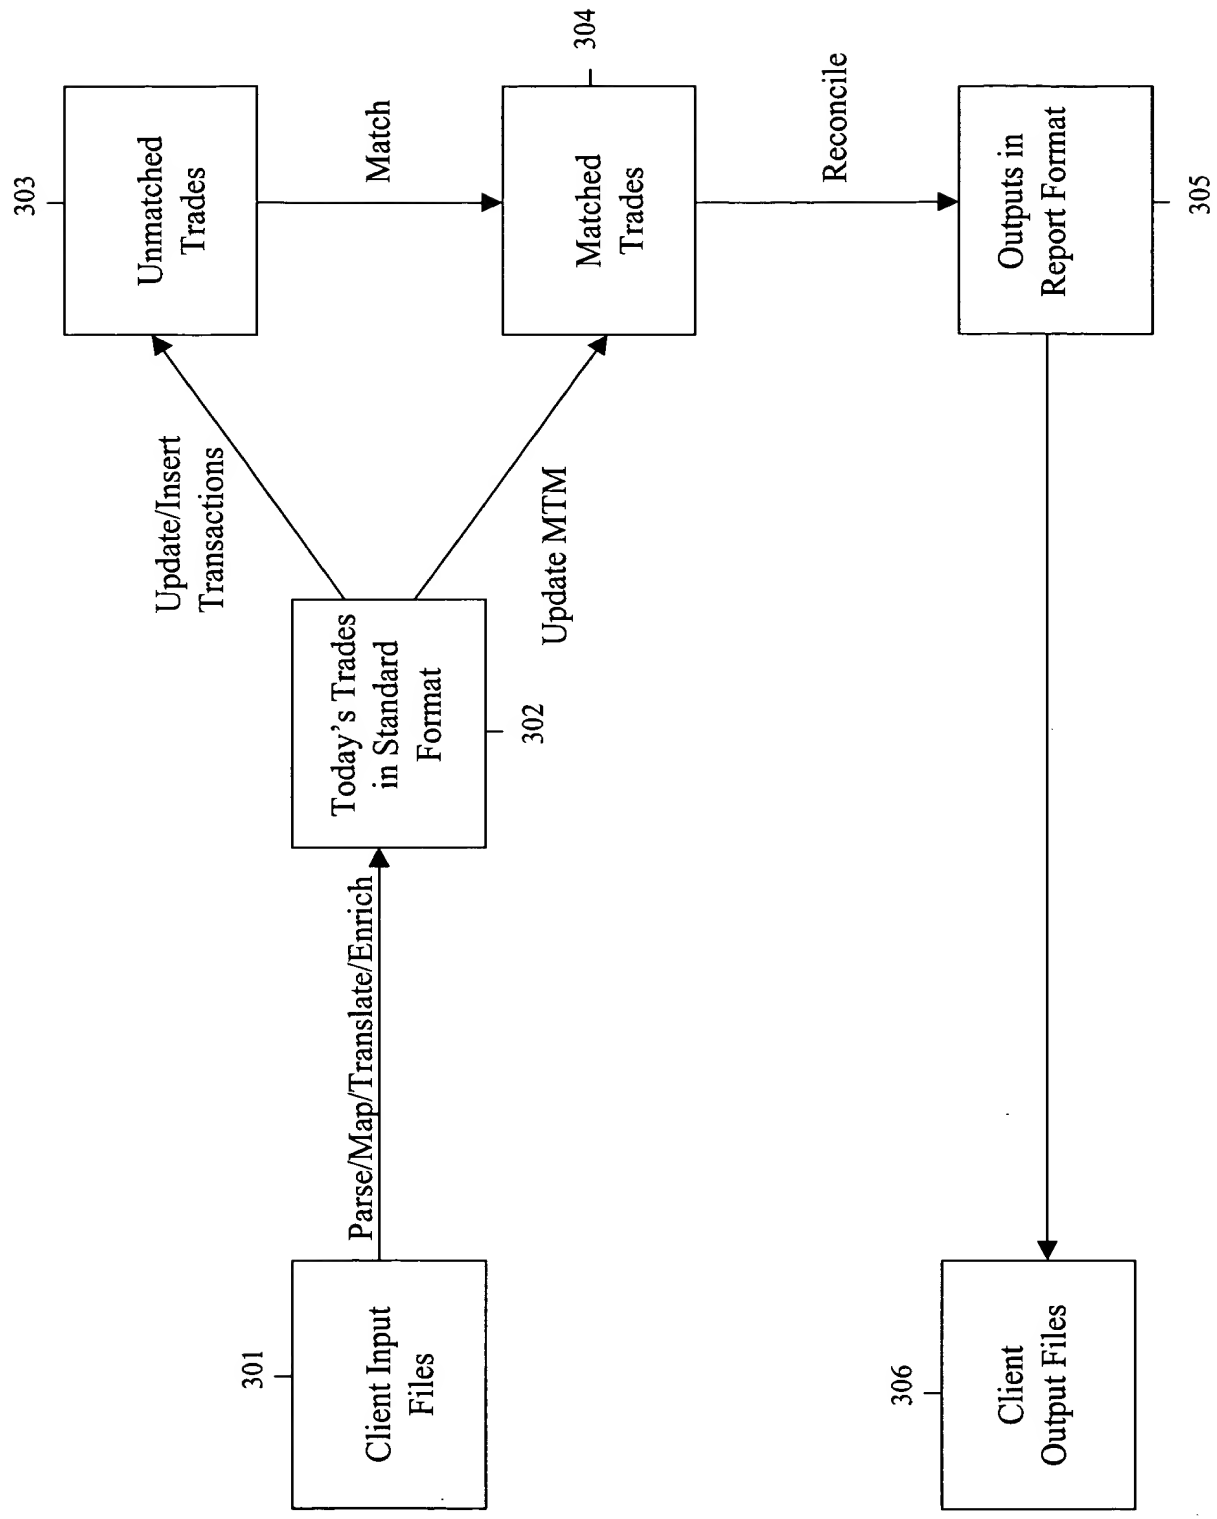 301
Client Input
Files
Parse/Map/Translate/Enrich
Today's Trades
in Standard
Format
302
Update/Insert
Transactions
Update MTM
303
Unmatched
Trades
Match
304
Matched
Trades
Reconcile
Outputs in
Report Format
305
306
Client
Output Files